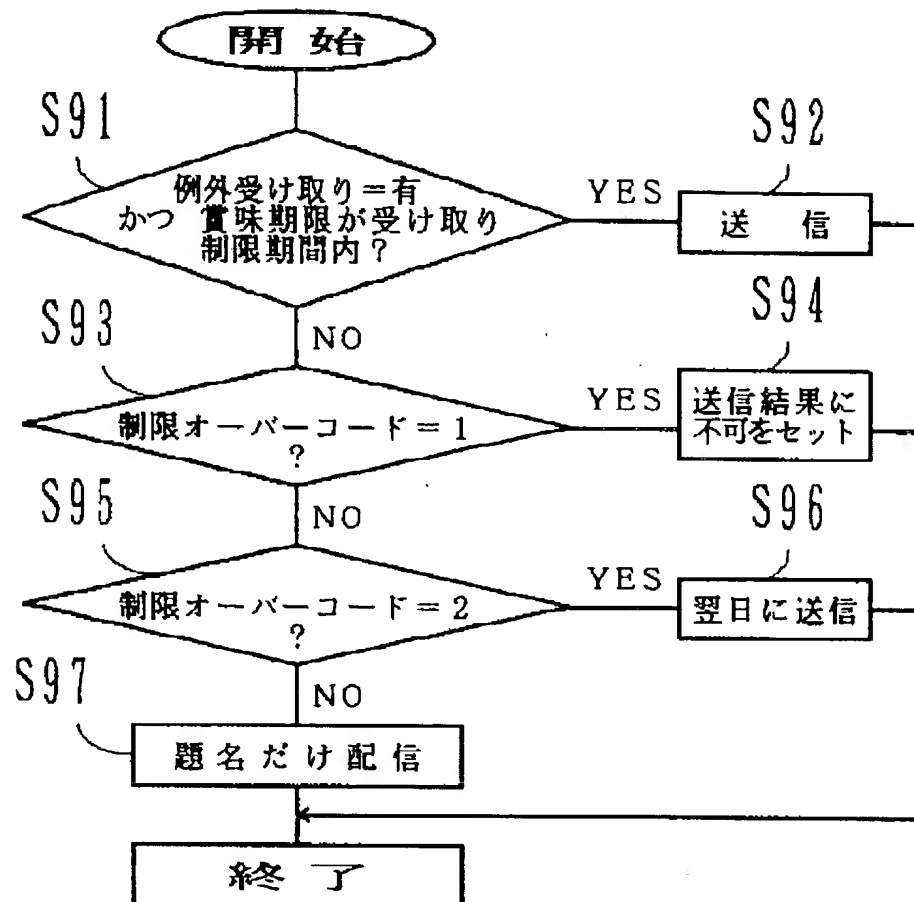 開始
S91
例外受け取り=有
かつ 賞味期限が受け取り
制限期間内?
YES
S92
送信
NO
S93
制限オーバーコード=1
?
YES
S94
送信結果に
不可をセット
NO
S95
制限オーバーコード=2
?
YES
S96
翌日に送信
NO
S97
題名だけ配信
終了